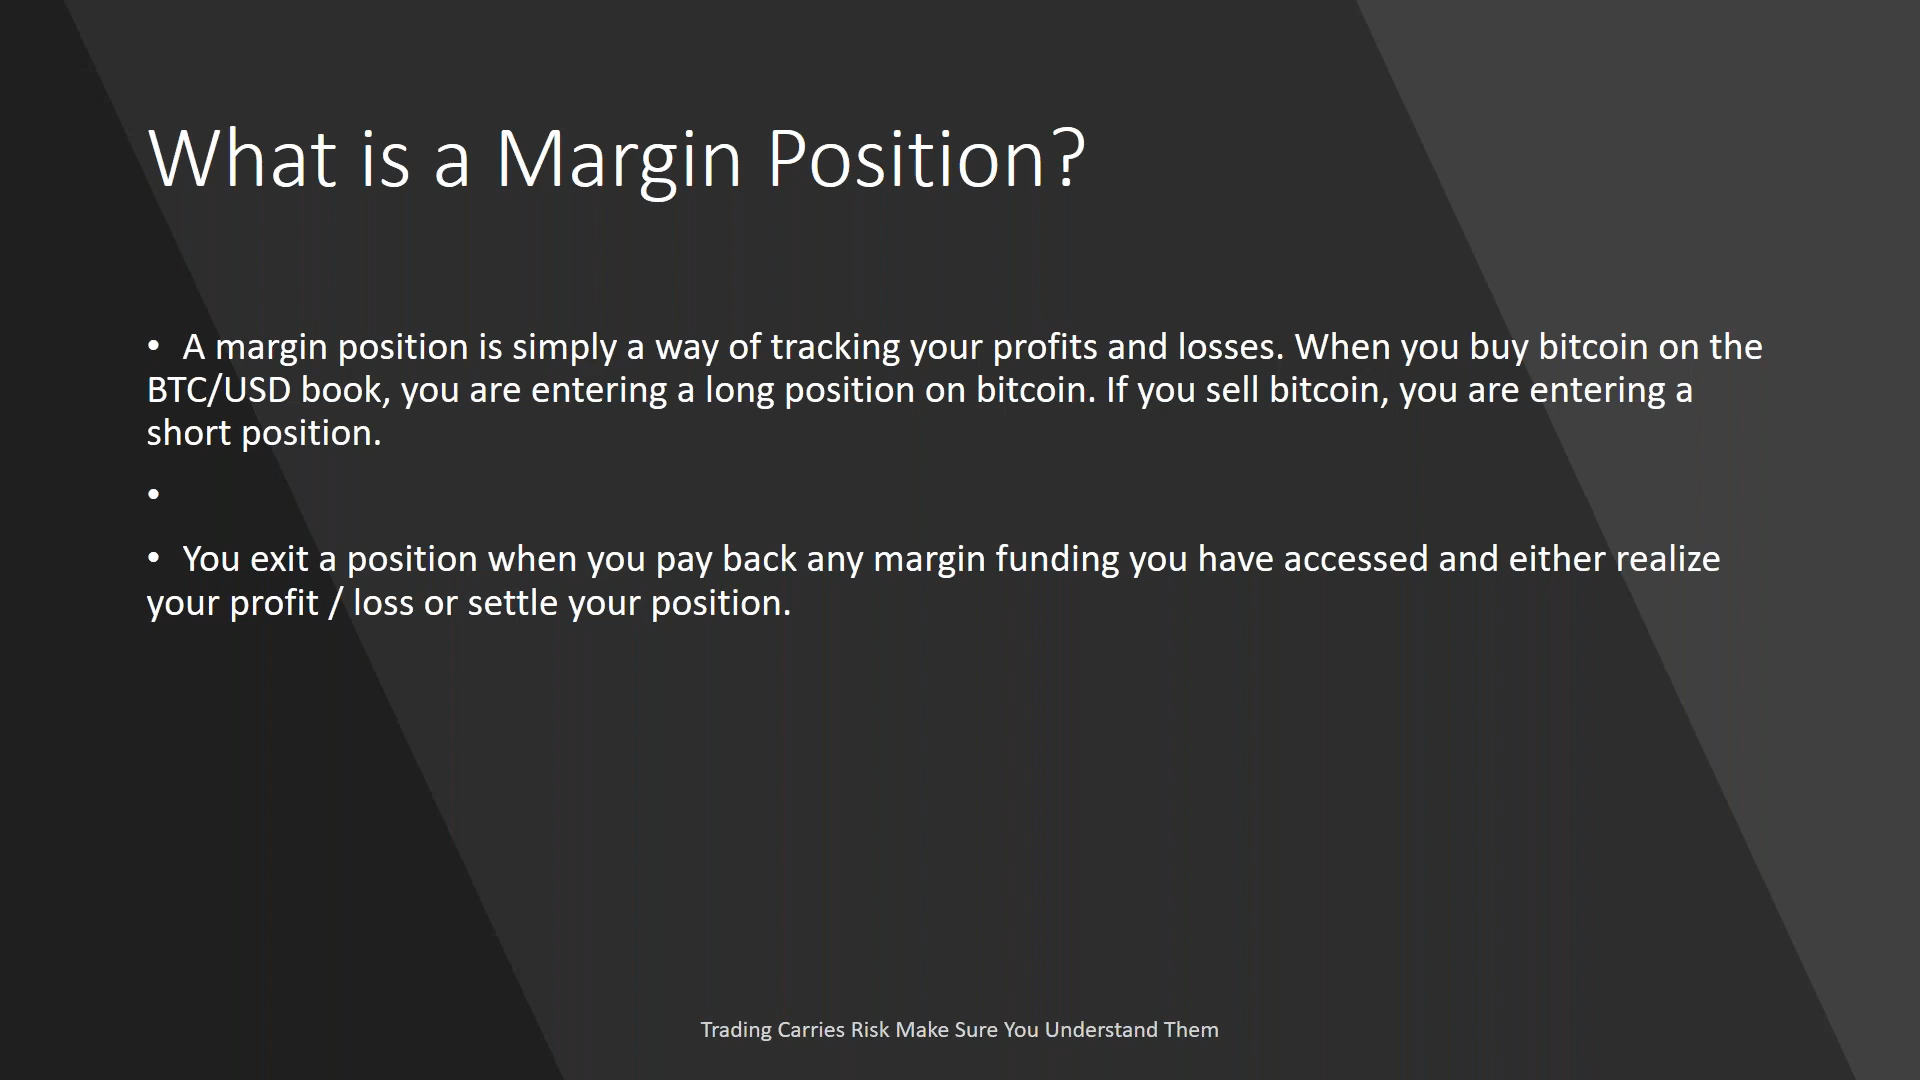 What is a Margin Position?
• A margin position is simply a way of tracking your profits and losses. When you buy bitcoin on the
BTC/USD book, you are entering a long position on bitcoin. If you sell bitcoin, you are entering a
short position.
•
• You exit a position when you pay back any margin funding you have accessed and either realize
your profit / loss or settle your position.
Trading Carries Risk Make Sure You Understand Them